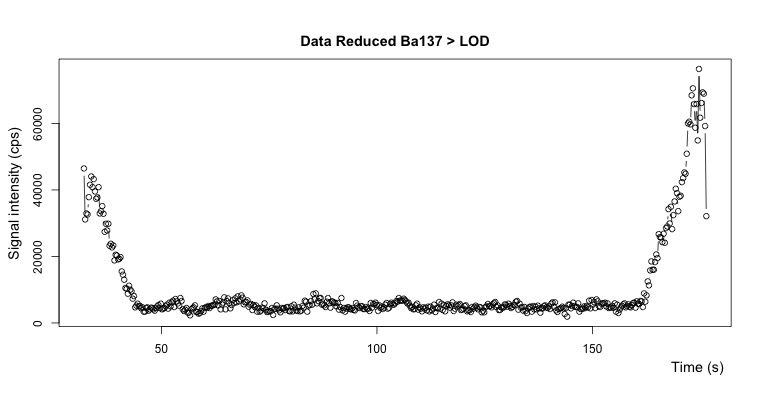 Data Reduced Ba137 > LOD
Signal intensity (cps)
60000
40000
20000
0
50
100
150
Time (s)